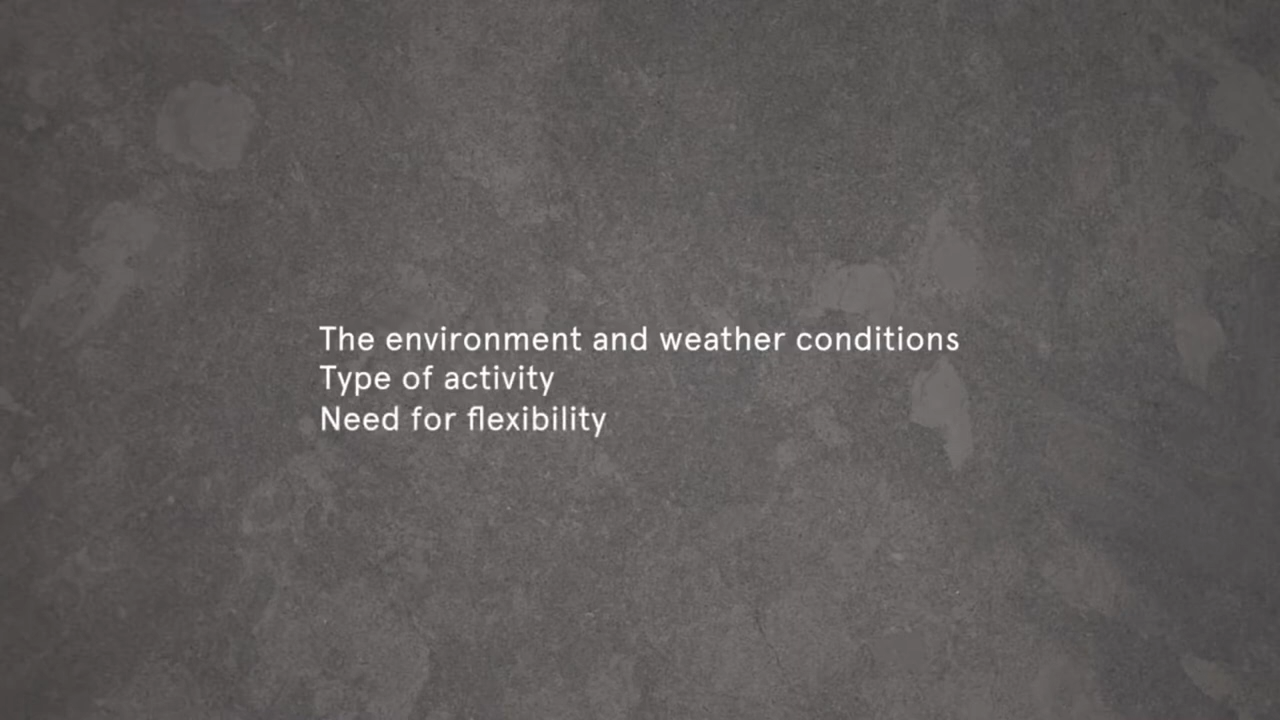 The environment and weather conditions
Type of activity
Need for flexibility